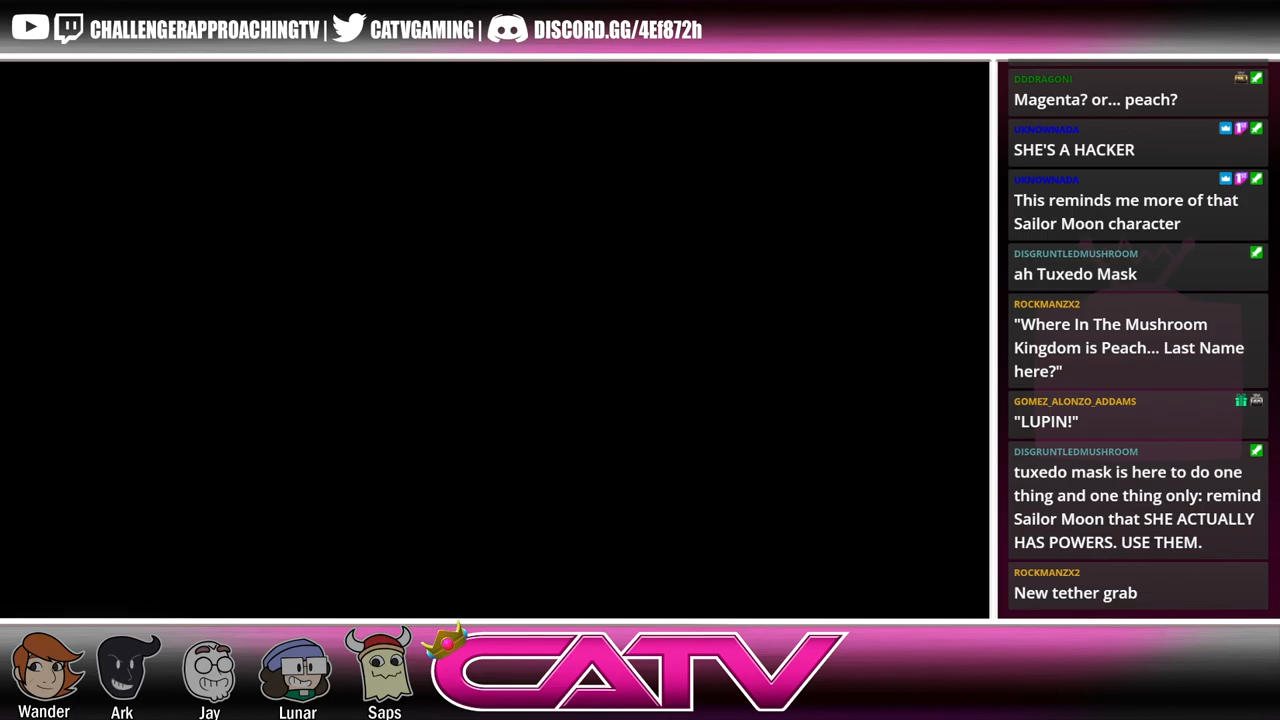 CHALLENGERAPPROACHINGTV | CATVGAMING | DISCORD.GG/4Ef872h
DDDRAGONI
Magenta? or... peach?
UKNOWNADA
SHE'S A HACKER
UKNOWNADA
This reminds me more of that
Sailor Moon character
DISGRUNTLEDMUSHROOM
ah Tuxedo Mask
ROCKMANZX2
"Where In The Mushroom
Kingdom is Peach... Last Name
here?"
GOMEZ_ALONZO_ADDAMS
"LUPIN!"
DISGRUNTLEDMUSHROOM
tuxedo mask is here to do one
thing and one thing only: remind
Sailor Moon that SHE ACTUALLY
HAS POWERS. USE THEM.
ROCKMANZX2
New tether grab
CATV
Wander Ark Jay Lunar Saps